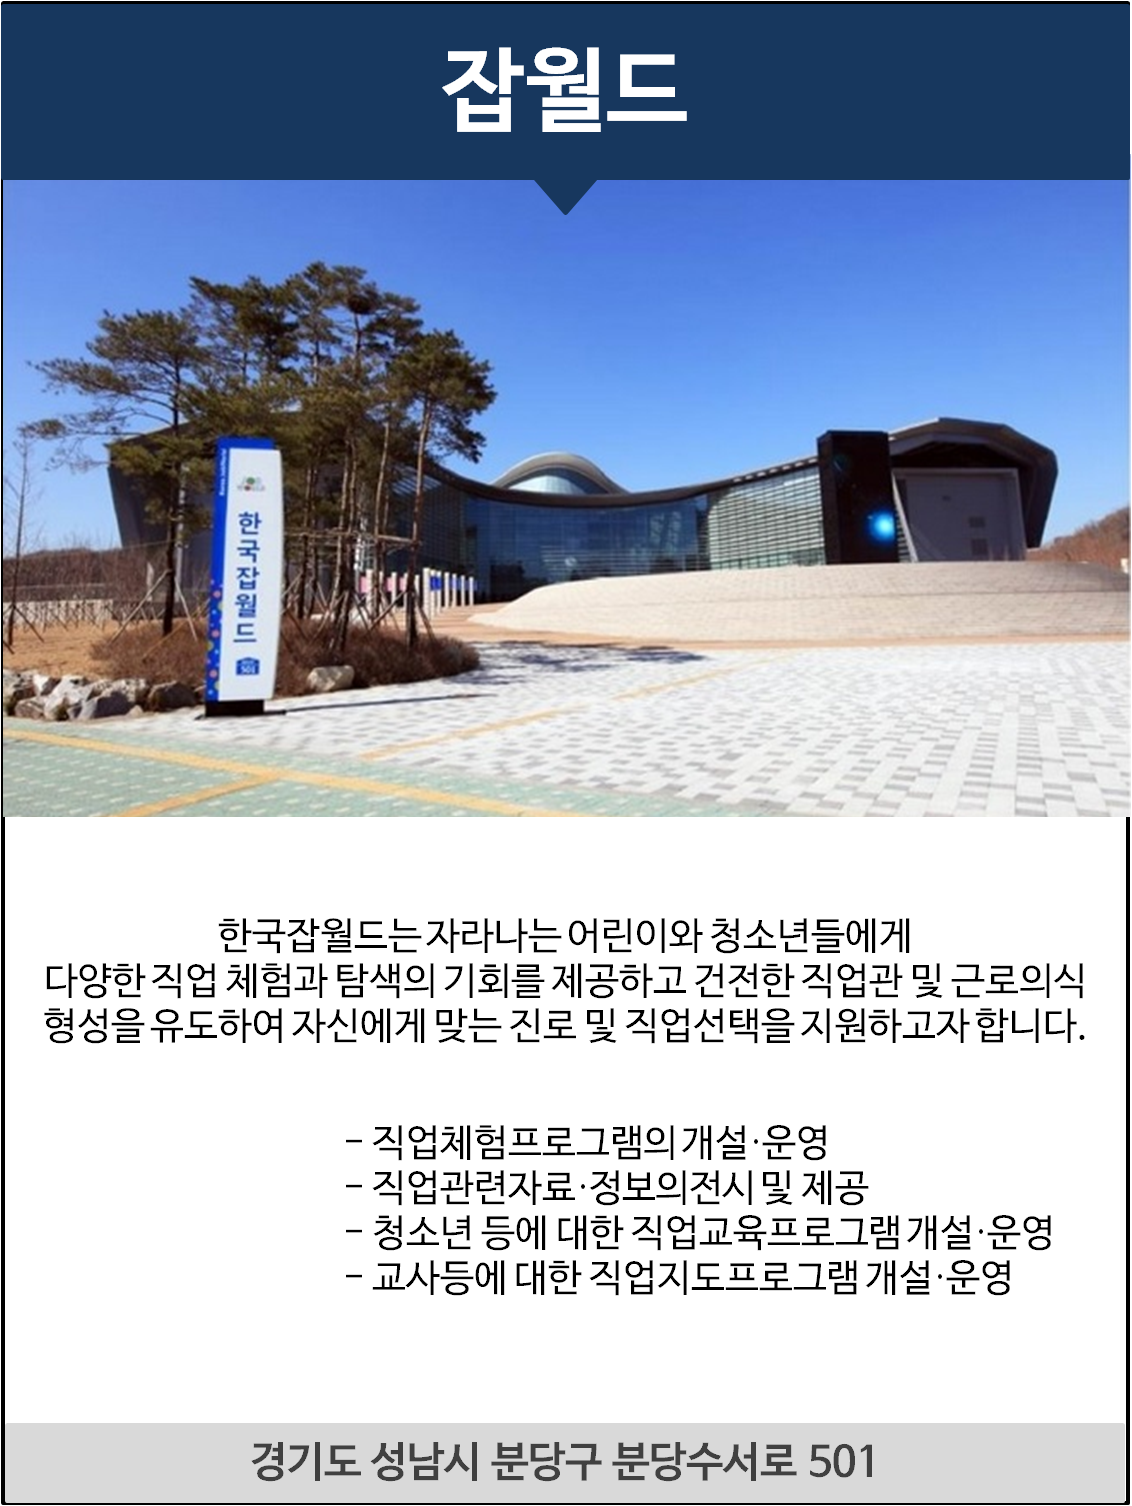 잡월드
JOB WORLD
한국잡월드
501
한국잡월드는 자라나는 어린이와 청소년들에게
다양한 직업 체험과 탐색의 기회를 제공하고 건전한 직업관 및 근로의식
형성을 유도하여 자신에게 맞는 진로 및 직업선택을 지원하고자 합니다.
- 직업체험프로그램의 개설·운영
- 직업관련자료·정보의전시 및 제공
- 청소년 등에 대한 직업교육프로그램 개설·운영
- 교사등에 대한 직업지도프로그램 개설·운영
경기도 성남시 분당구 분당수서로 501